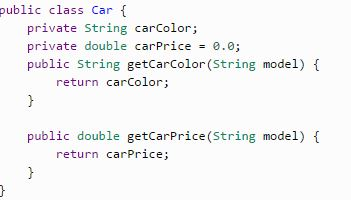 public class Car {
    private String carColor;
    private double carPrice = 0.0;
    public String getCarColor(String model) {
        return carColor;
    }

    public double getCarPrice(String model) {
        return carPrice;
    }
}